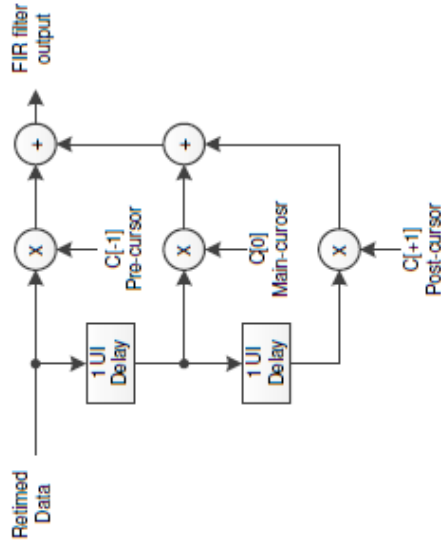 Retimed
Data
1 UI
Delay
1 UI
Delay
X
C[-1]
Pre-cursor
X
C[0]
Main-curosr
X
C[+1]
Post-cursor
+
+
FIR filter
output